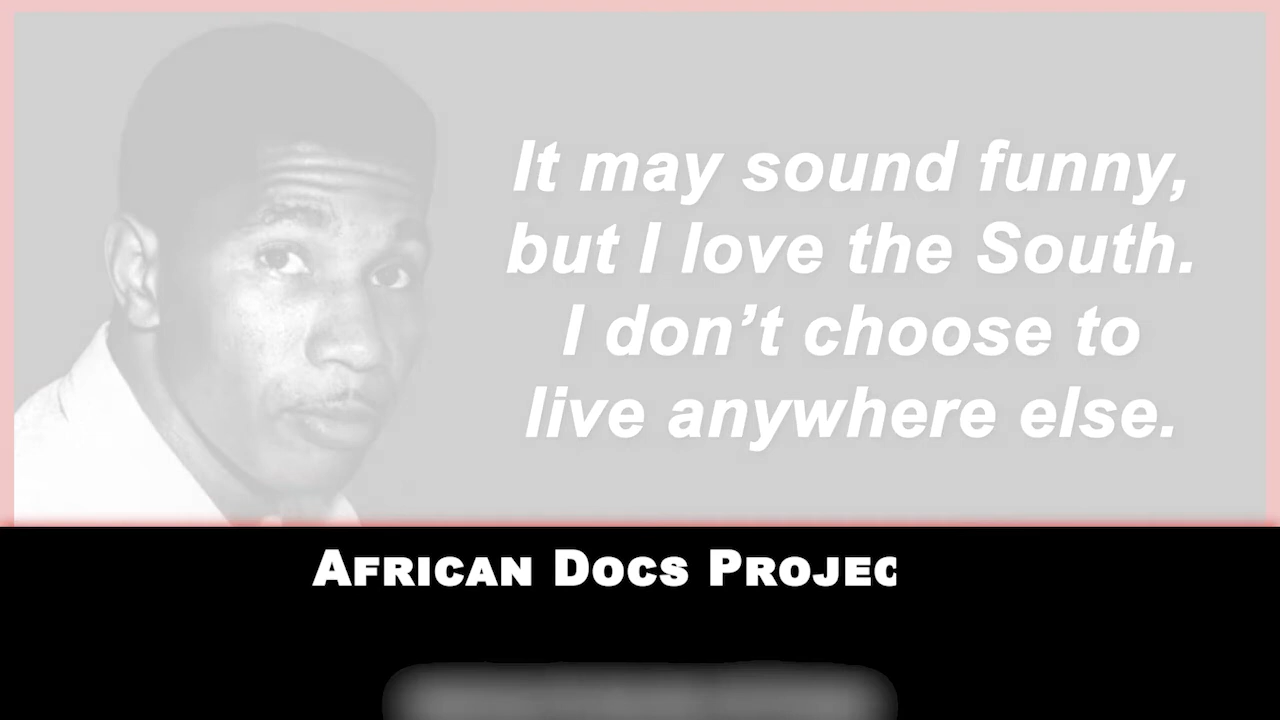 It may sound funny,
but I love the South.
I don’t choose to
live anywhere else.
AFRICAN DOCS PROJEC